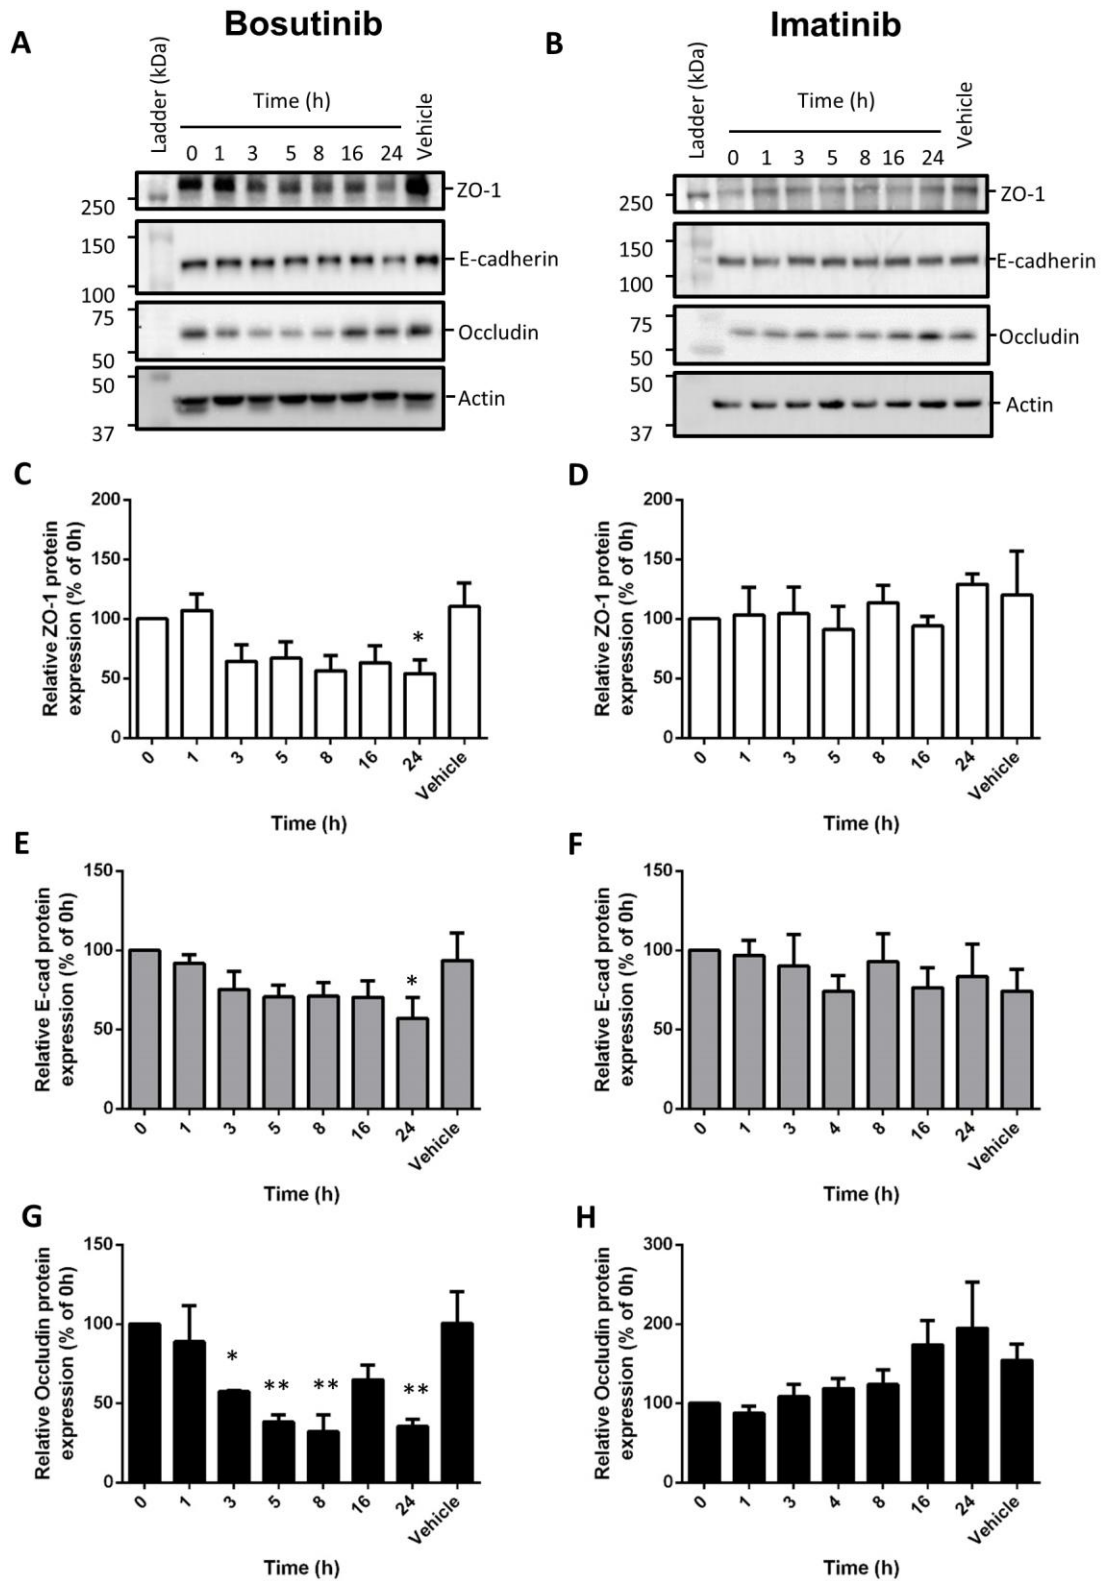 Bosutinib
Imatinib
A
B
Ladder (kDa)
Time (h)
Vehicle
0 1 3 5 8 16 24
ZO-1
250
150
E-cadherin
100
75
Occludin
50
50
Actin
37
Ladder (kDa)
Time (h)
Vehicle
0 1 3 5 8 16 24
ZO-1
250
150
E-cadherin
100
75
Occludin
50
50
Actin
37
C
Relative ZO-1 protein
expression (% of 0h)
200
150
100
50
0
*
0 1 3 5 8 16 24 Vehicle
Time (h)
D
Relative ZO-1 protein
expression (% of 0h)
200
150
100
50
0
0 1 3 5 8 16 24 Vehicle
Time (h)
E
Relative E-cad protein
expression (% of 0h)
150
100
50
0
*
0 1 3 5 8 16 24 Vehicle
Time (h)
F
Relative E-cad protein
expression (% of 0h)
150
100
50
0
0 1 3 4 8 16 24 Vehicle
Time (h)
G
Relative Occludin protein
expression (% of 0h)
150
100
50
0
* ** ** **
0 1 3 5 8 16 24 Vehicle
Time (h)
H
Relative Occludin protein
expression (% of 0h)
300
200
100
0
0 1 3 4 8 16 24 Vehicle
Time (h)